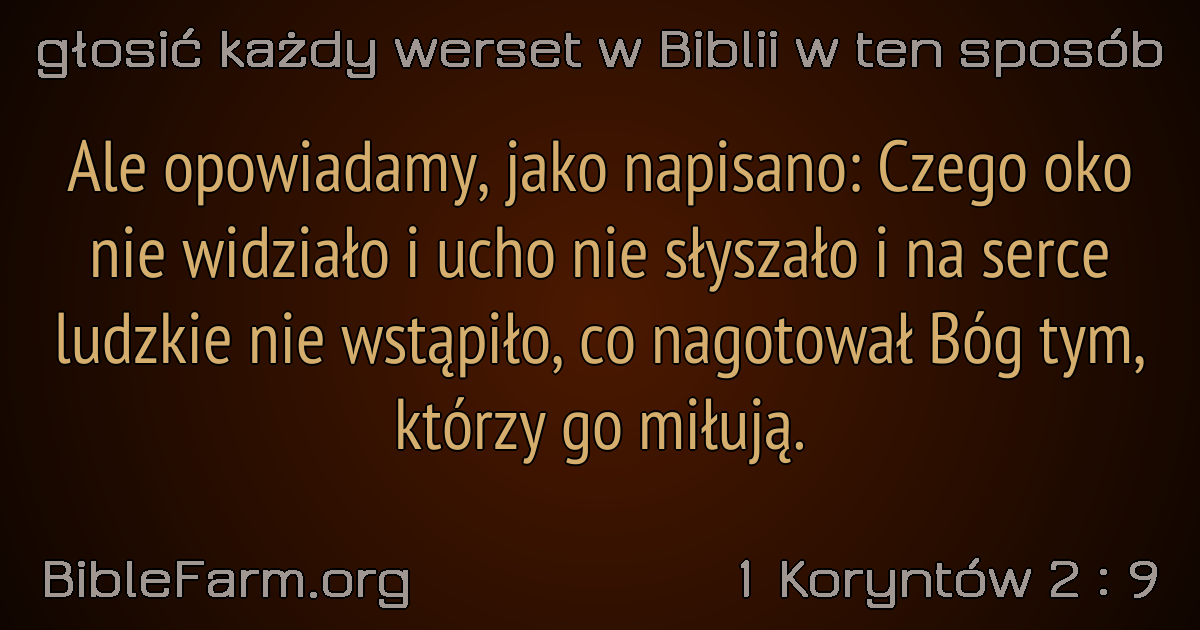 głosić każdy werset w Biblii w ten sposób
Ale opowiadamy, jako napisano: Czego oko
nie widziało i ucho nie słyszało i na serce
ludzkie nie wstąpiło, co nagotował Bóg tym,
którzy go miłują.
BibleFarm.org
1 Koryntów 2 : 9